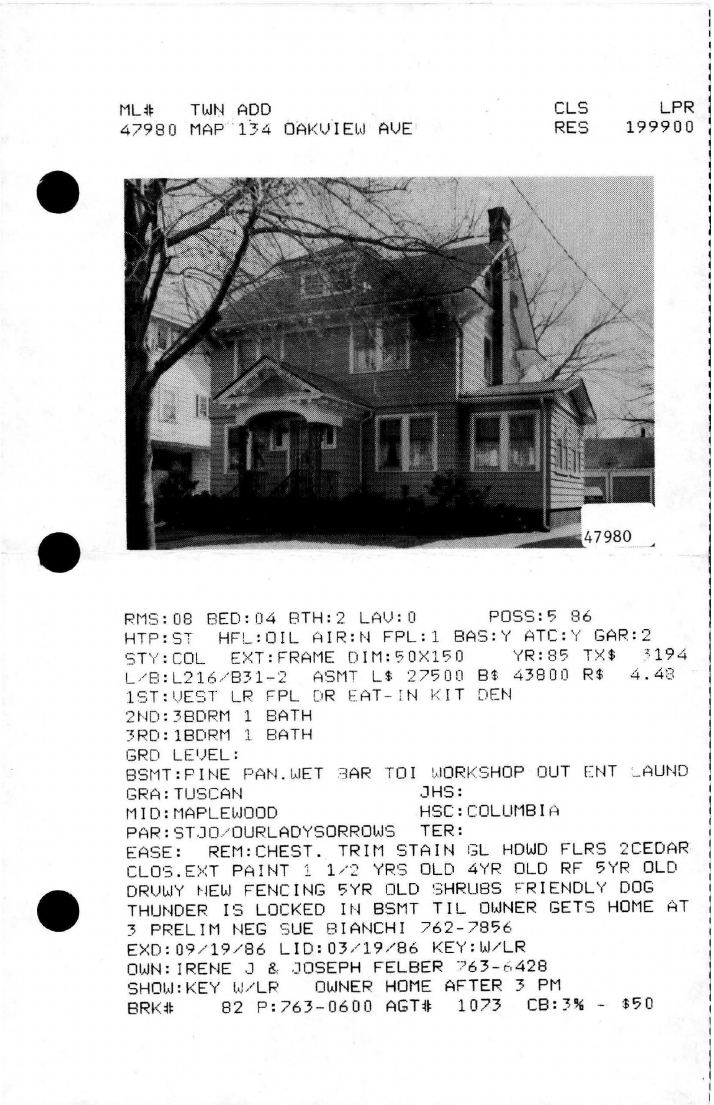 ML#   TWN ADD   CLS   LPR
47980 MAP 134 OAKVIEW AVE   RES   199900
47980
RMS:08 BED:04 BTH:2 LAV:0   POSS:5 86
HTP:ST  HFL:OIL AIR:N FPL:1 BAS:Y ATC:Y GAR:2
STY:COL  EXT:FRAME DIM:50X150   YR:85 TX$  3194
L/B:L216/B31-2  ASMT L$ 27500 B$ 43800 R$  4.48
1ST:VEST LR FPL DR EAT-IN KIT DEN
2ND:3BDRM 1 BATH
3RD:1BDRM 1 BATH
GRD LEVEL:
BSMT:PINE PAN.WET BAR TOI WORKSHOP OUT ENT LAUND
GRA:TUSCAN   JHS:
MID:MAPLEWOOD   HSC:COLUMBIA
PAR:STJO/OURLADYSORROWS  TER:
EASE:  REM:CHEST. TRIM STAIN GL HDWD FLRS 2CEDAR
CLOS.EXT PAINT 1 1/2 YRS OLD 4YR OLD RF 5YR OLD
DRVWY NEW FENCING 5YR OLD SHRUBS FRIENDLY DOG
THUNDER IS LOCKED IN BSMT TIL OWNER GETS HOME AT
3 PRELIM NEG SUE BIANCHI 762-7856
EXD:09/19/86 LID:03/19/86 KEY:W/LR
OWN:IRENE J & JOSEPH FELBER 763-6428
SHOW:KEY W/LR   OWNER HOME AFTER 3 PM
BRK#    82 P:763-0600 AGT#  1073  CB:3% - $50